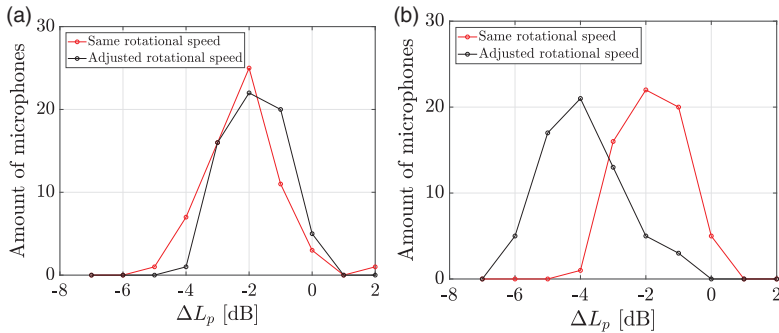 (a)
Amount of microphones
30
20
10
0
Same rotational speed
Adjusted rotational speed
-8 -6 -4 -2 0 2
ΔL_p [dB]
(b)
Amount of microphones
30
20
10
0
Same rotational speed
Adjusted rotational speed
-8 -6 -4 -2 0 2
ΔL_p [dB]